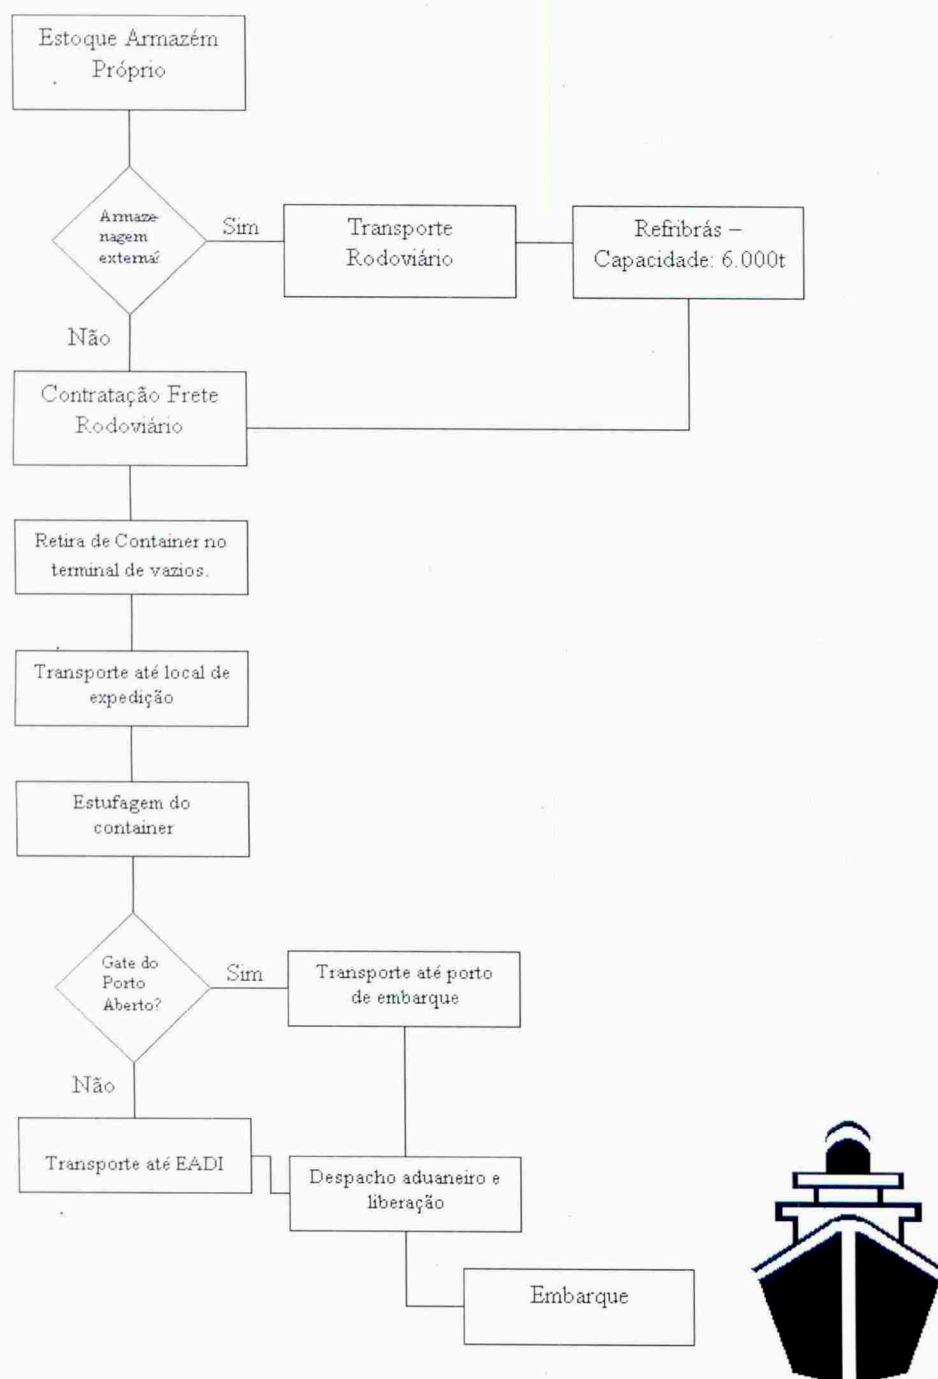 Estoque Armazém
Próprio
Armaze-
nagem
externa?
Sim
Transporte
Rodoviário
Refribrás –
Capacidade: 6.000t
Não
Contratação Frete
Rodoviário
Retira de Container no
terminal de vazios.
Transporte até local de
expedição
Estufagem do
container
Gate do
Porto
Aberto?
Sim
Transporte até porto
de embarque
Não
Transporte até EADI
Despacho aduaneiro e
liberação
Embarque